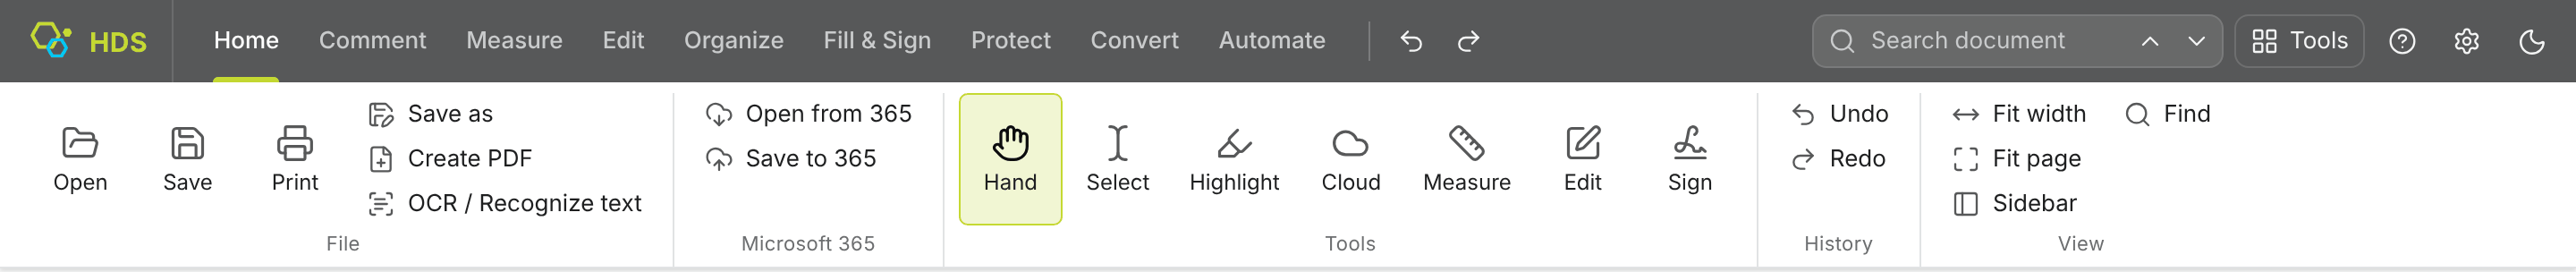 HDS
Home Comment Measure Edit Organize Fill & Sign Protect Convert Automate
Search document
Tools
Open
Save
Print
Save as
Create PDF
OCR / Recognize text
File
Open from 365
Save to 365
Microsoft 365
Hand
Select
Highlight
Cloud
Measure
Edit
Sign
Tools
Undo
Redo
History
Fit width
Fit page
Sidebar
Find
View